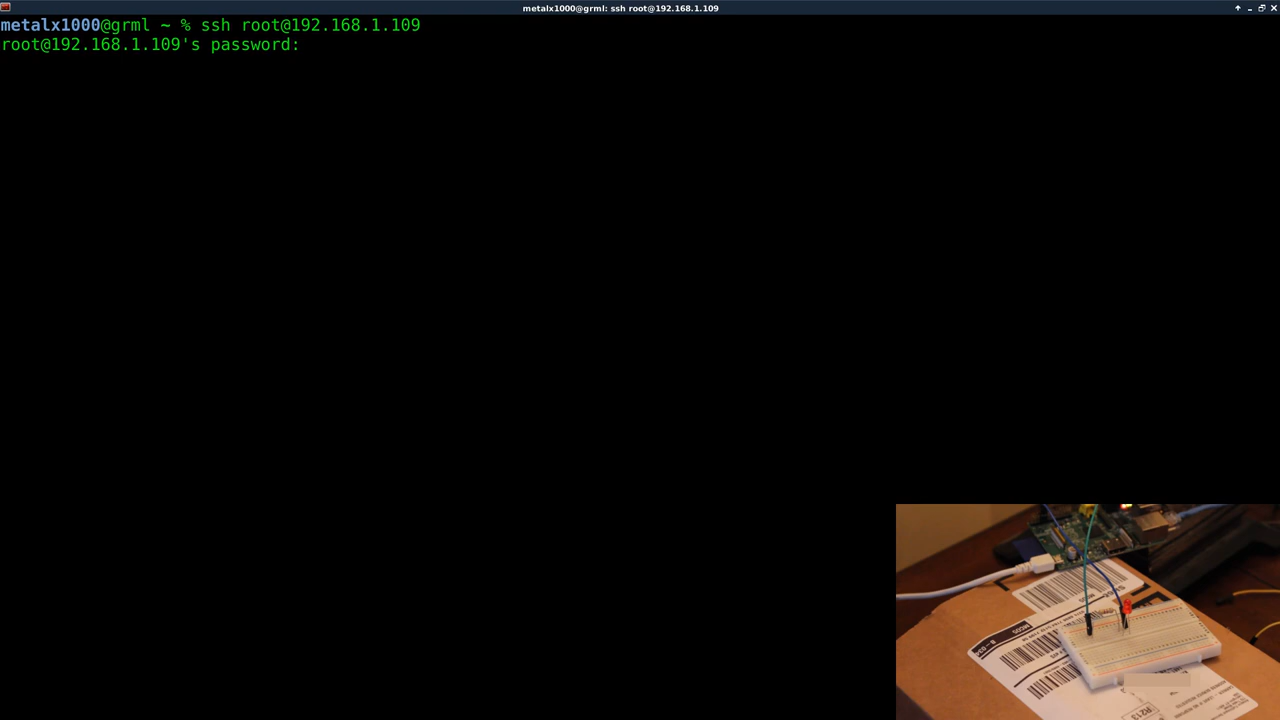 metalx1000@grml: ssh root@192.168.1.109
metalx1000@grml ~ % ssh root@192.168.1.109
root@192.168.1.109's password:
R213